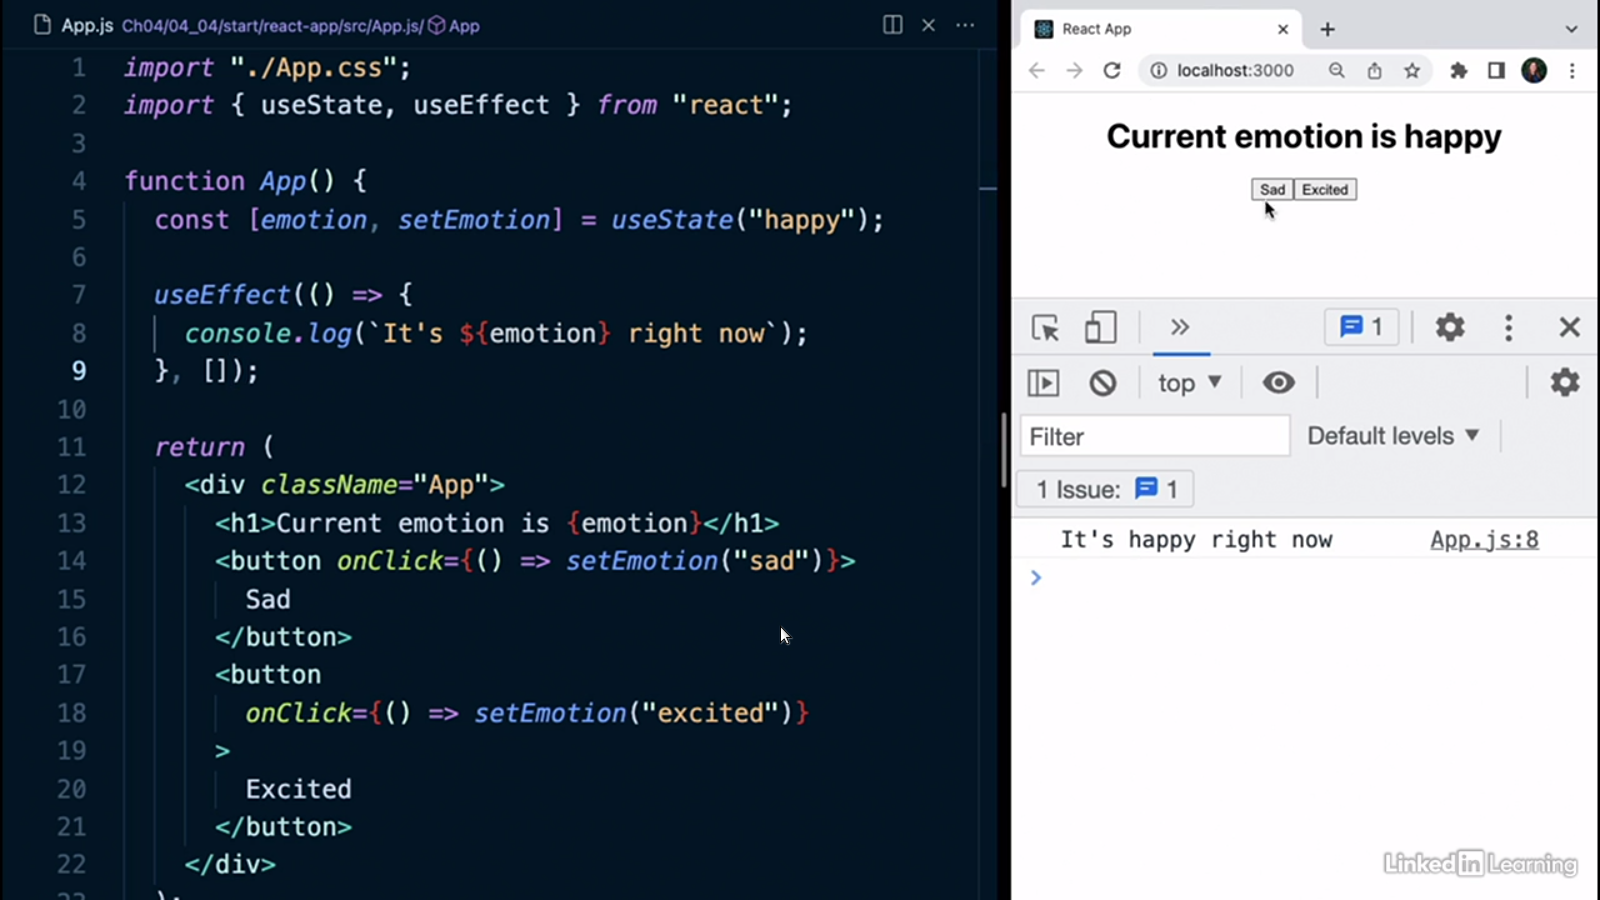 App.js Ch04/04_04/start/react-app/src/App.js/ App
1 import "./App.css";
2 import { useState, useEffect } from "react";
3
4 function App() {
5 const [emotion, setEmotion] = useState("happy");
6
7 useEffect(() => {
8 console.log(`It's ${emotion} right now`);
9 }, []);
10
11 return (
12 <div className="App">
13 <h1>Current emotion is {emotion}</h1>
14 <button onClick={() => setEmotion("sad")}>
15 Sad
16 </button>
17 <button
18 onClick={() => setEmotion("excited")}
19 >
20 Excited
21 </button>
22 </div>
React App
localhost:3000
Current emotion is happy
Sad Excited
1
top
Filter Default levels
1 Issue: 1
It's happy right now App.js:8
LinkedIn Learning